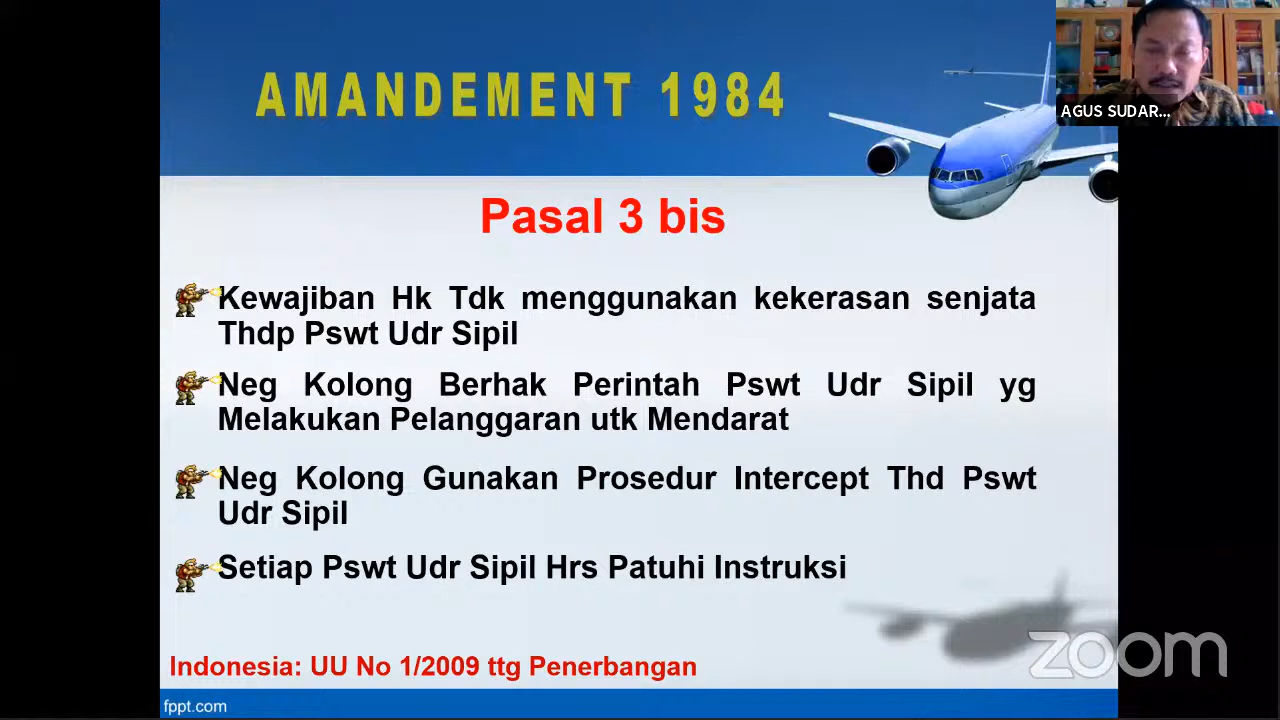 AMANDEMENT 1984
AGUS SUDAR...
Pasal 3 bis
Kewajiban Hk Tdk menggunakan kekerasan senjata
Thdp Pswt Udr Sipil
Neg Kolong Berhak Perintah Pswt Udr Sipil yg
Melakukan Pelanggaran utk Mendarat
Neg Kolong Gunakan Prosedur Intercept Thd Pswt
Udr Sipil
Setiap Pswt Udr Sipil Hrs Patuhi Instruksi
Indonesia: UU No 1/2009 ttg Penerbangan
zoom
fppt.com